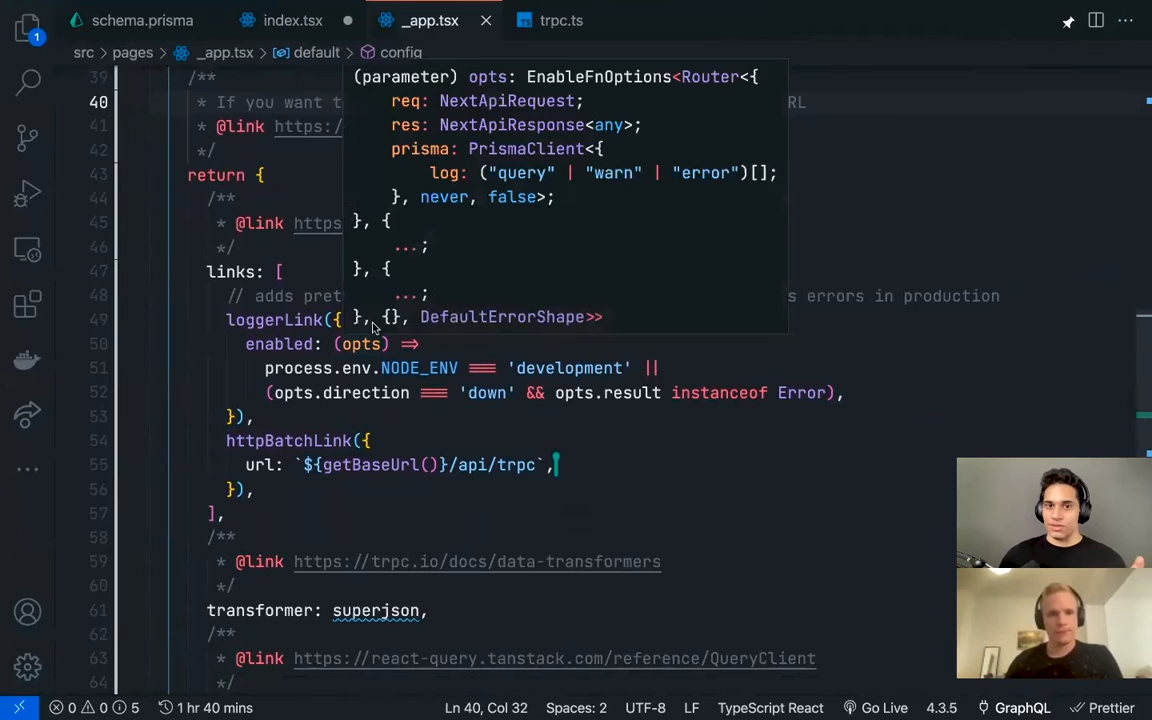 schema.prisma
index.tsx
_app.tsx
TS trpc.ts
1
src > pages > _app.tsx > default > config
39 /**
40 * If you want t RL
41 * @link https:/
42 */
43 return {
44 /**
45 * @link https
46 */
47 links: [
48 // adds pret s errors in production
49 loggerLink({
50 enabled: (opts) =>
51 process.env.NODE_ENV === 'development' ||
52 (opts.direction === 'down' && opts.result instanceof Error),
53 }),
54 httpBatchLink({
55 url: `${getBaseUrl()}/api/trpc`,
56 }),
57 ],
58 /**
59 * @link https://trpc.io/docs/data-transformers
60 */
61 transformer: superjson,
62 /**
63 * @link https://react-query.tanstack.com/reference/QueryClient
64 */
(parameter) opts: EnableFnOptions<Router<{
req: NextApiRequest;
res: NextApiResponse<any>;
prisma: PrismaClient<{
log: ("query" | "warn" | "error")[];
}, never, false>;
}, {
...;
}, {
...;
}, {}, DefaultErrorShape>>
0 0 5 1 hr 40 mins Ln 40, Col 32 Spaces: 2 UTF-8 LF TypeScript React Go Live 4.3.5 GraphQL Prettier